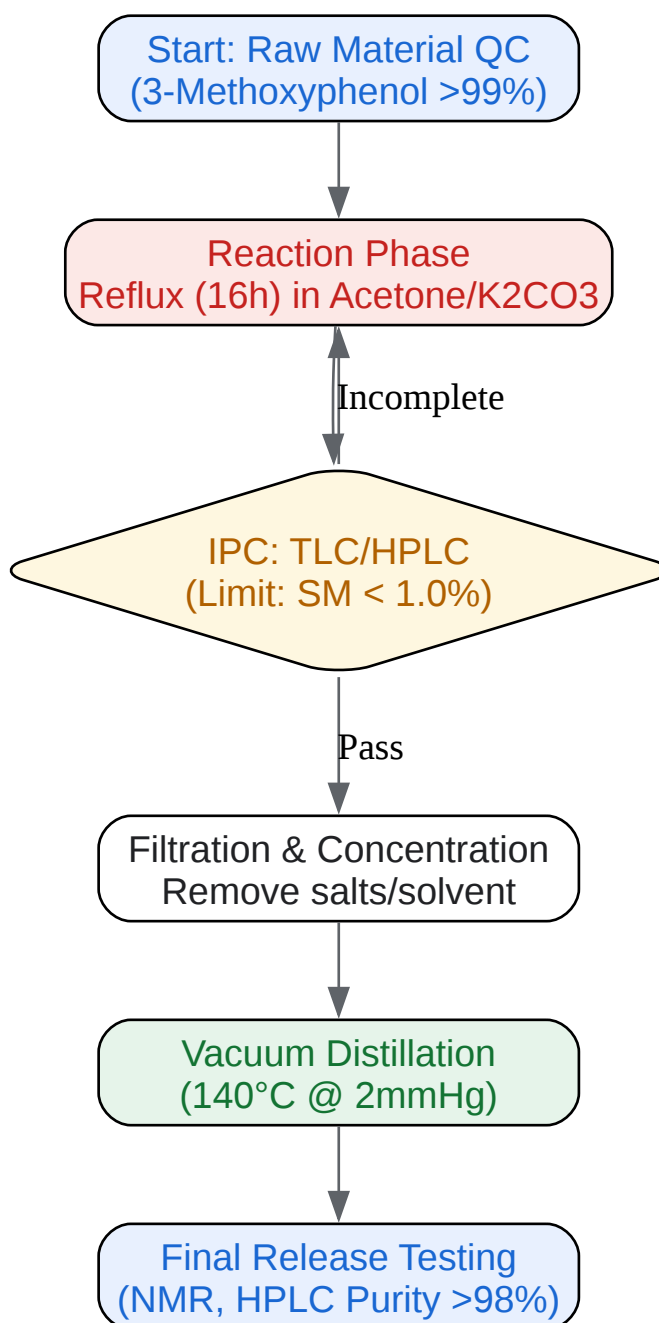 Start: Raw Material QC
(3-Methoxyphenol >99%)
Reaction Phase
Reflux (16h) in Acetone/K2CO3
Incomplete
IPC: TLC/HPLC
(Limit: SM < 1.0%)
Pass
Filtration & Concentration
Remove salts/solvent
Vacuum Distillation
(140°C @ 2mmHg)
Final Release Testing
(NMR, HPLC Purity >98%)